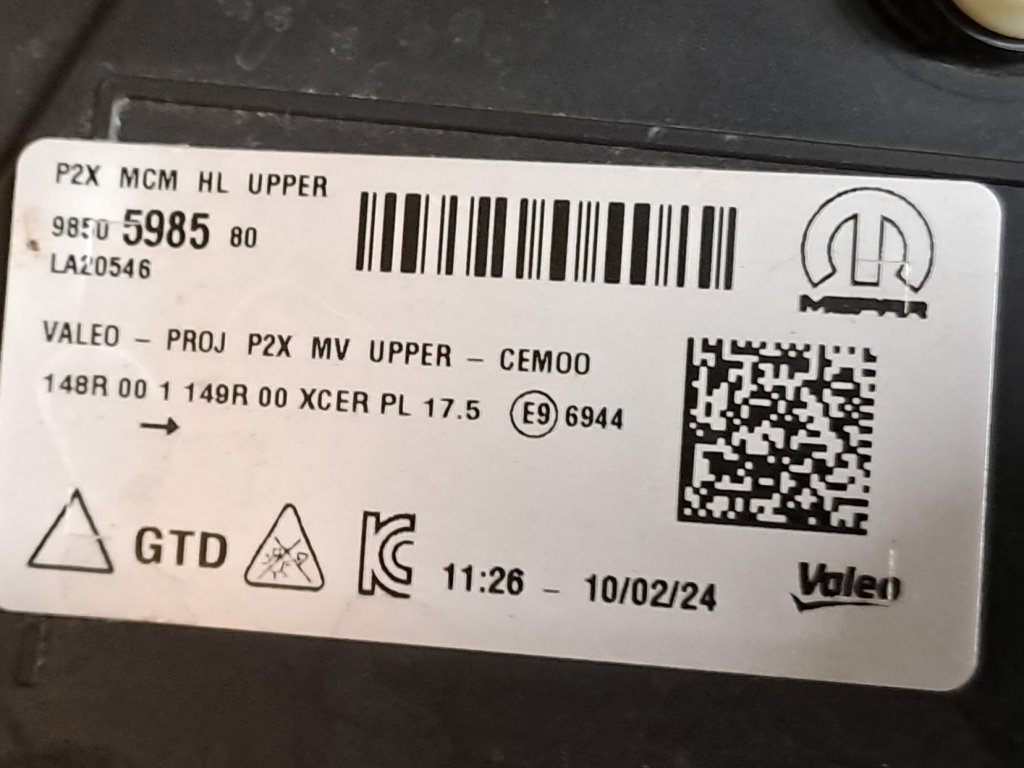 P2X MCM HL UPPER
9850 5985 80
LA20546
MOPAR
VALEO - PROJ P2X MV UPPER - CEMOO
148R 00 1 149R 00 XCER PL 17.5 E9 6944
→
GTD
KC
11:26 - 10/02/24
Valeo